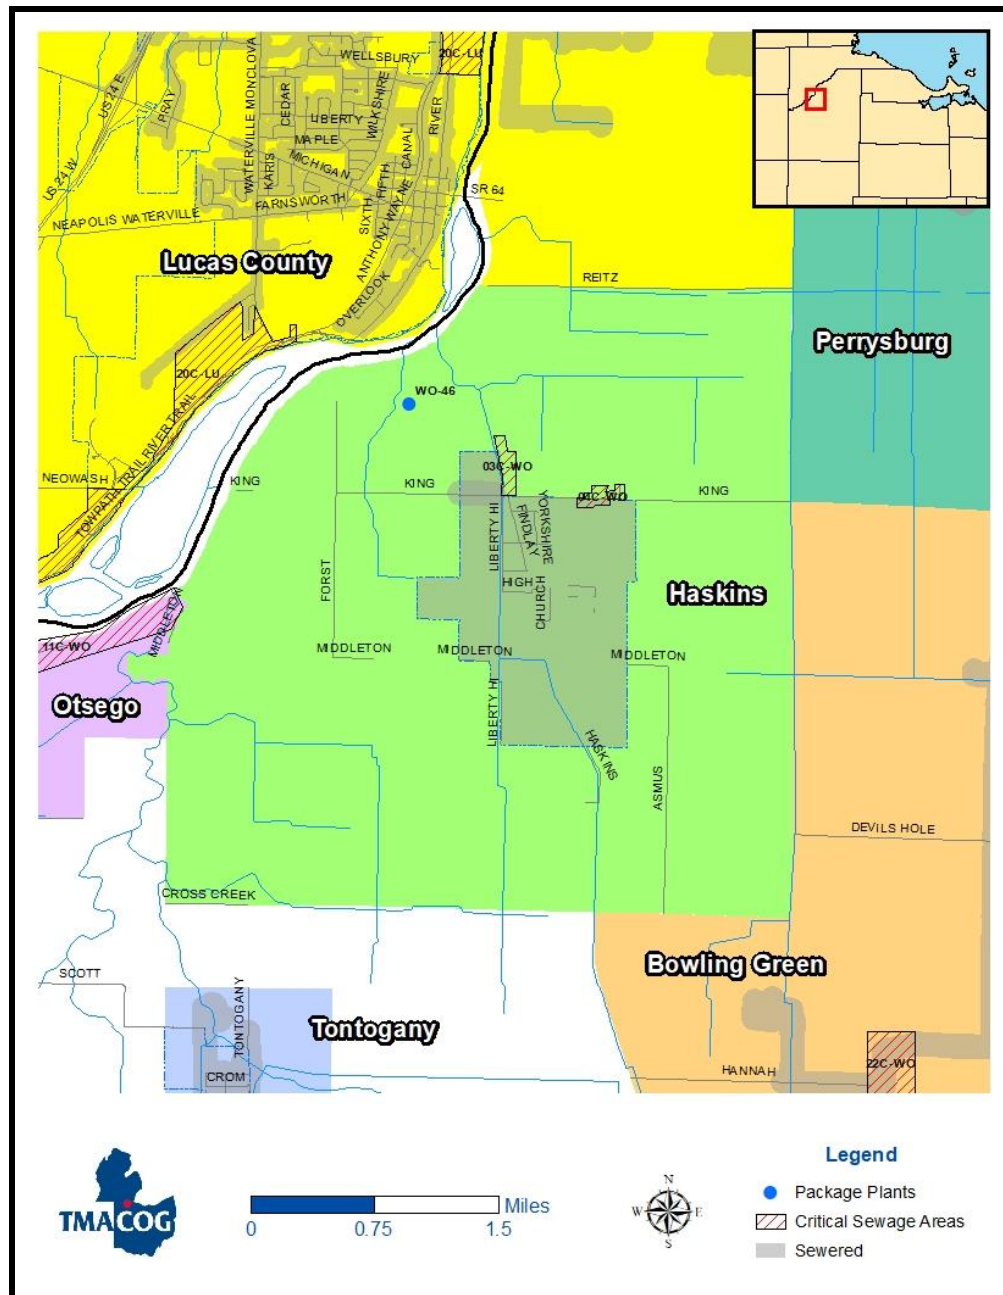 WELLSBURY
20C-LU
US 24 E
PRAY
WATERVILLE MONCLOVA
CEDAR
WILKSHIRE
LIBERTY
MAPLE
MICHIGAN
KARIS
CANAL
RIVER
US 24 W
FARNSWORTH
SIXTH
FIFTH
SR 64
NEAPOLIS WATERVILLE
ANTHONY WAYNE
Lucas County
OVERLOOK
REITZ
Perrysburg
20C-LU
WO-46
TOWPATH TRAIL RIVER TRAIL
NEOWASH
KING
KING
03C-WO
KING
LIBERTY HI
FINDLAY
YORKSHIRE
FORST
HIGH
CHURCH
Haskins
MIDDLETON
11C-WO
MIDDLETON
MIDDLETON
MIDDLETON
Otsego
LIBERTY HI
HASKINS
ASMUS
DEVILS HOLE
CROSS CREEK
Bowling Green
SCOTT
TONTOGANY
Tontogany
CROM
HANNAH
22C-WO
Legend
Package Plants
Critical Sewage Areas
Sewered
TMACOG
Miles
0 0.75 1.5
N
W E
S